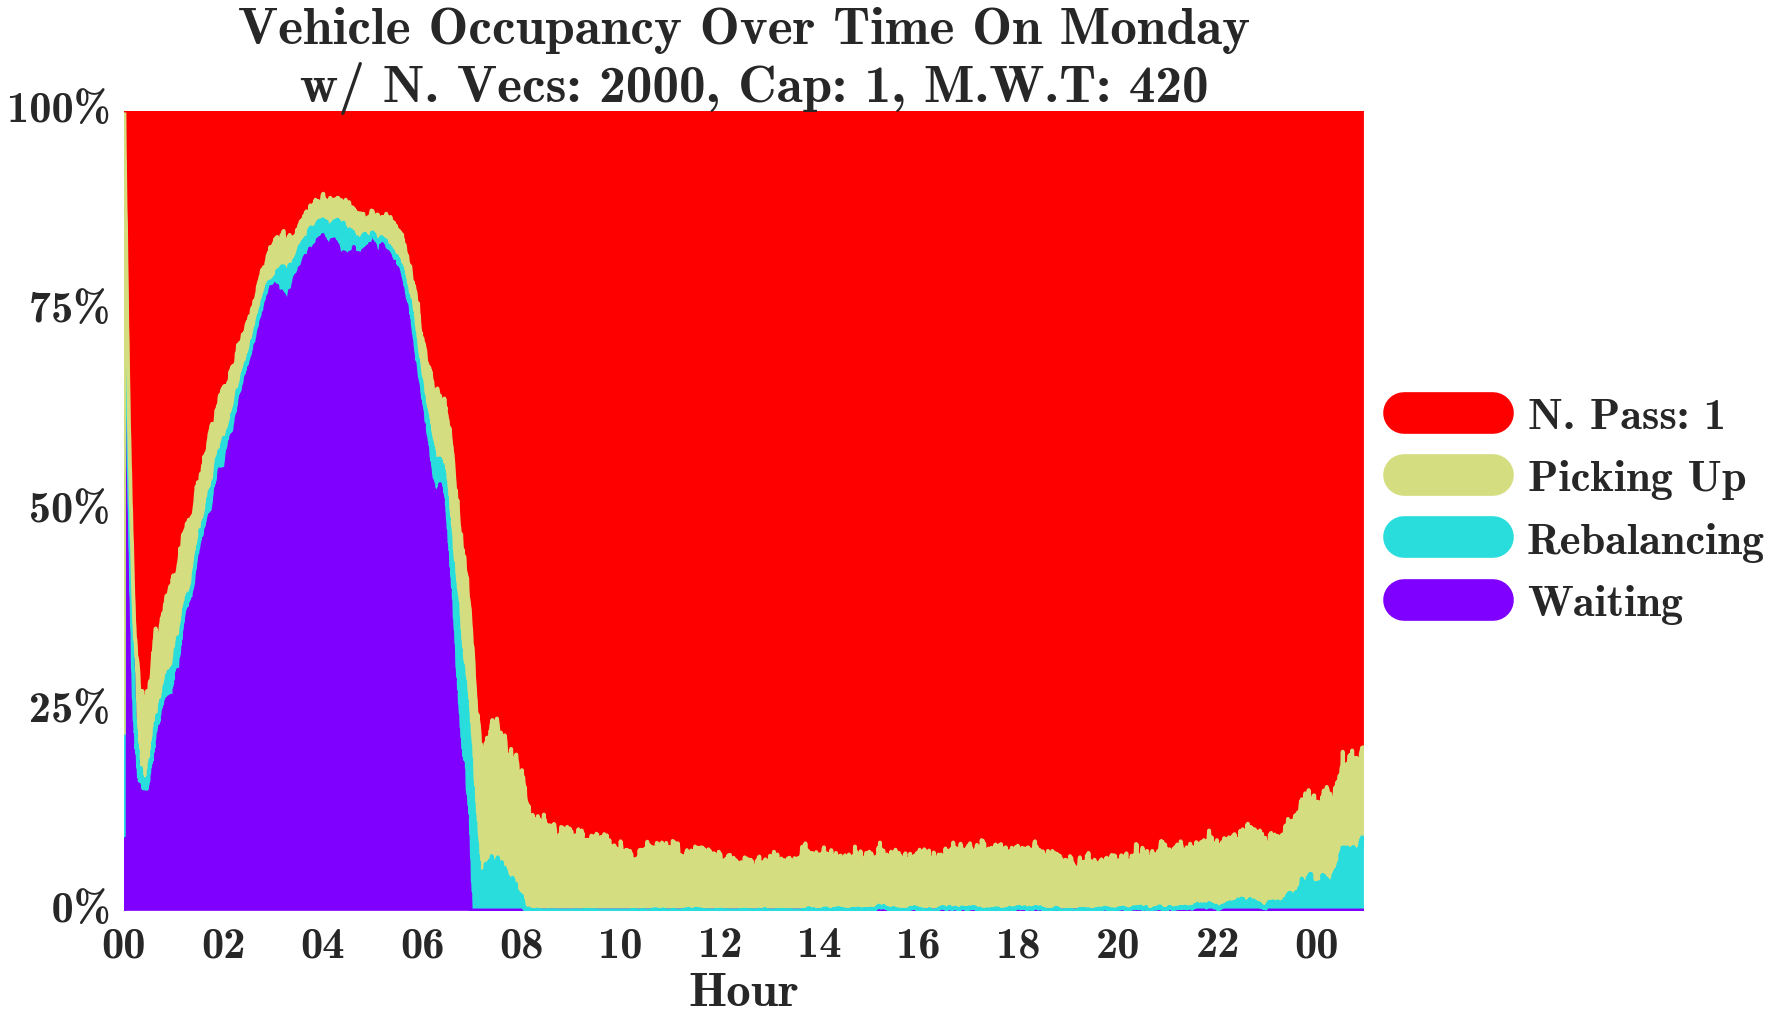 Vehicle Occupancy Over Time On Monday
w/ N. Vecs: 2000, Cap: 1, M.W.T: 420
100%
75%
50%
25%
0%
00 02 04 06 08 10 12 14 16 18 20 22 00
Hour
N. Pass: 1
Picking Up
Rebalancing
Waiting